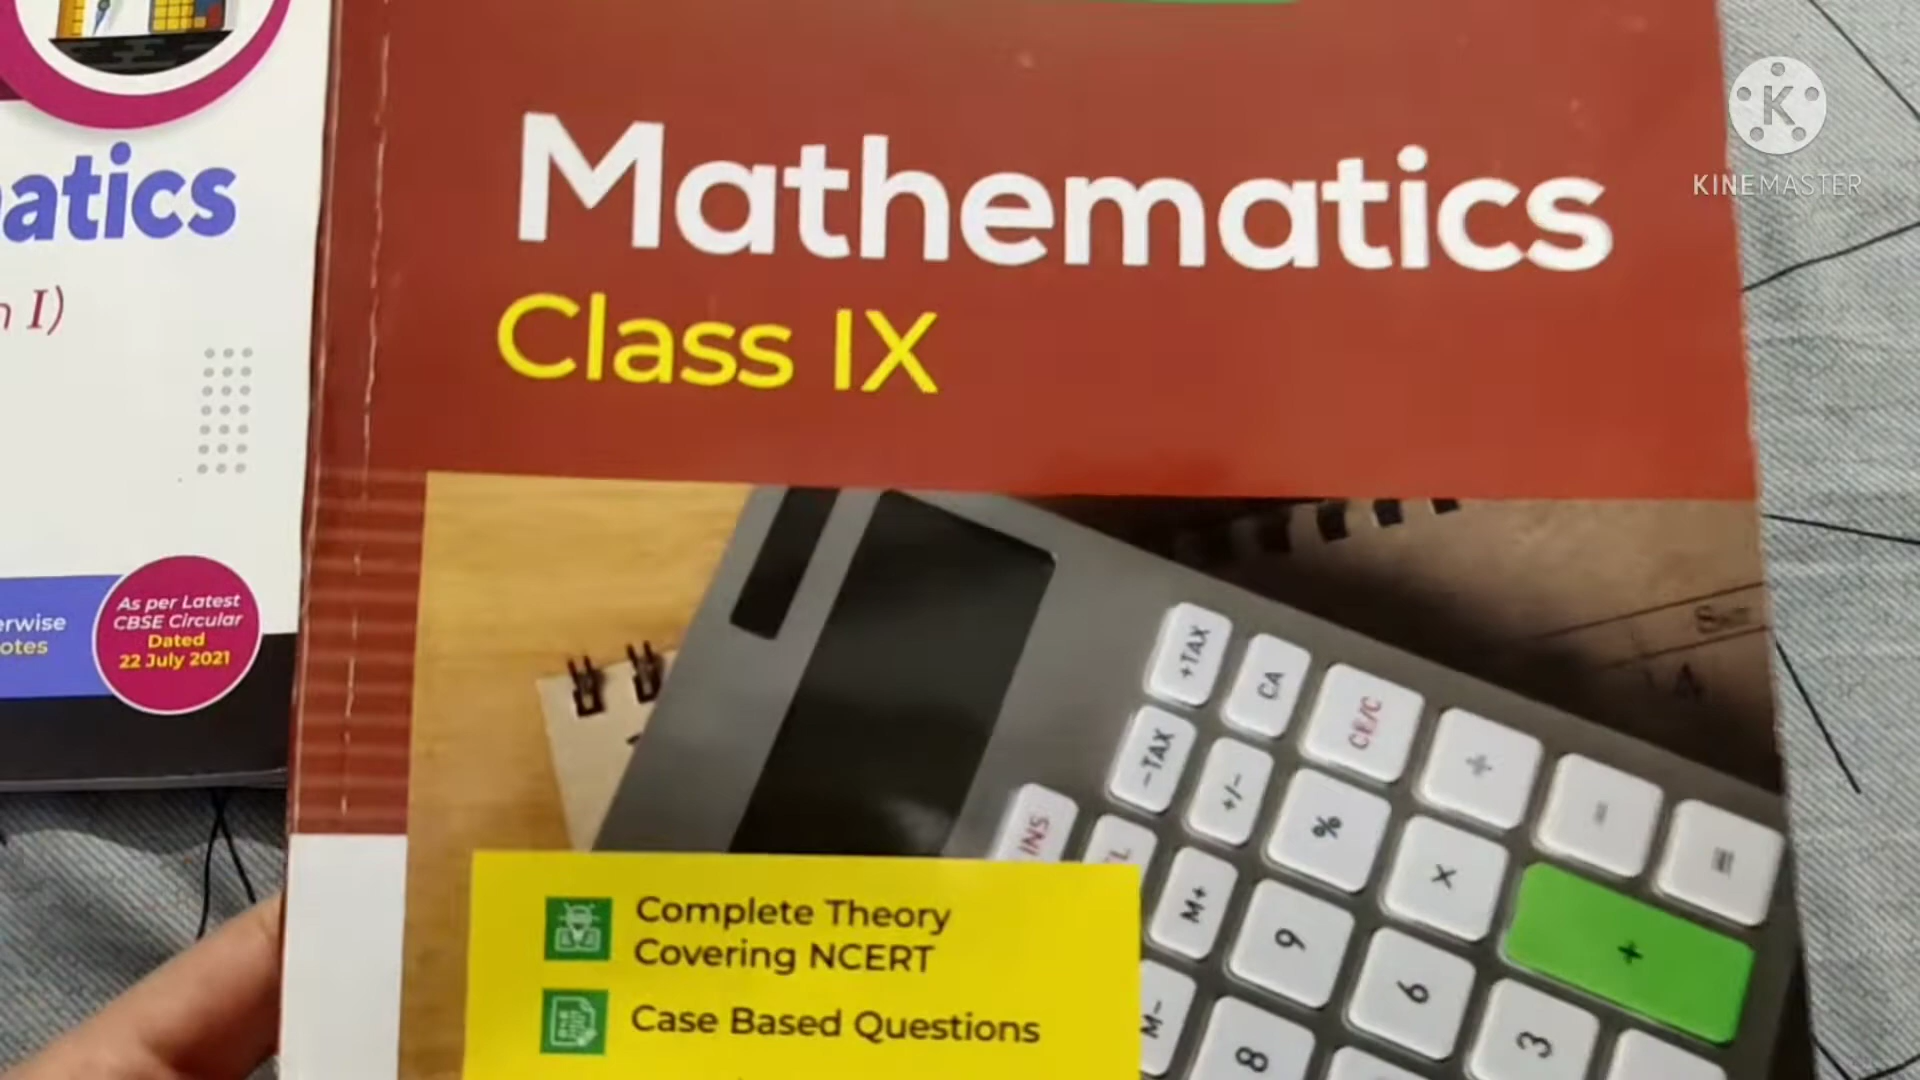 Mathematics
Class IX
Complete Theory
Covering NCERT
Case Based Questions
atics
I)
As per Latest
CBSE Circular
Dated
22 July 2021
erwise
otes
K
KINEMASTER
+TAX
CA
CE/C
÷
−
=
-TAX
+/-
%
×
+
INS
M+
9
6
3
M-
8